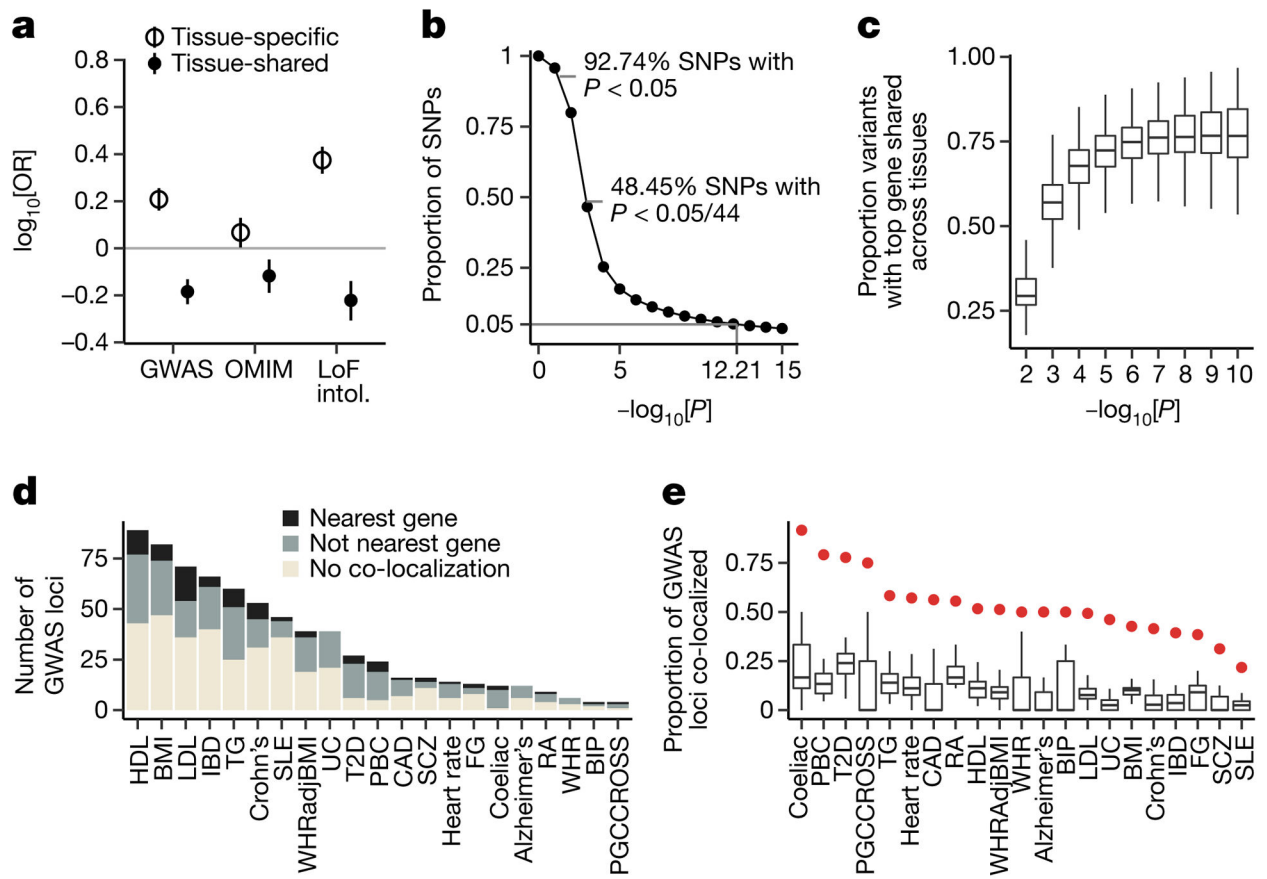 a
Tissue-specific
Tissue-shared
log10[OR]
0.8
0.6
0.4
0.2
0
−0.2
−0.4
GWAS OMIM LoF
intol.
b
Proportion of SNPs
1
0.75
0.50
0.25
0.05
92.74% SNPs with
P < 0.05
48.45% SNPs with
P < 0.05/44
0 5 12.21 15
−log10[P]
c
Proportion variants
with top gene shared
across tissues
1.00
0.75
0.50
0.25
2 3 4 5 6 7 8 9 10
−log10[P]
d
Nearest gene
Not nearest gene
No co-localization
Number of
GWAS loci
75
50
25
0
HDL
BMI
LDL
IBD
TG
Crohn's
SLE
WHRadjBMI
UC
T2D
PBC
CAD
SCZ
Heart rate
FG
Coeliac
Alzheimer's
RA
WHR
BIP
PGCCROSS
e
Proportion of GWAS
loci co-localized
0.75
0.50
0.25
0
Coeliac
PBC
T2D
PGCCROSS
TG
Heart rate
CAD
RA
HDL
WHRAdjBMI
WHR
Alzheimer's
BIP
LDL
UC
BMI
Crohn's
IBD
FG
SCZ
SLE